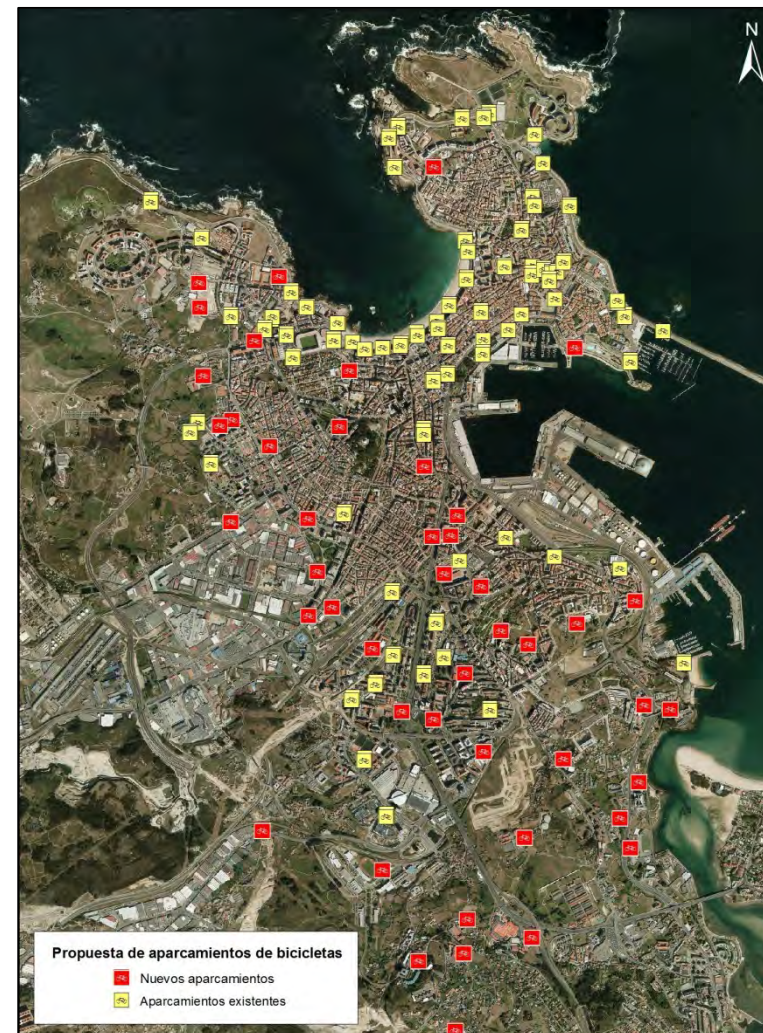 N
Propuesta de aparcamientos de bicicletas
Nuevos aparcamientos
Aparcamientos existentes